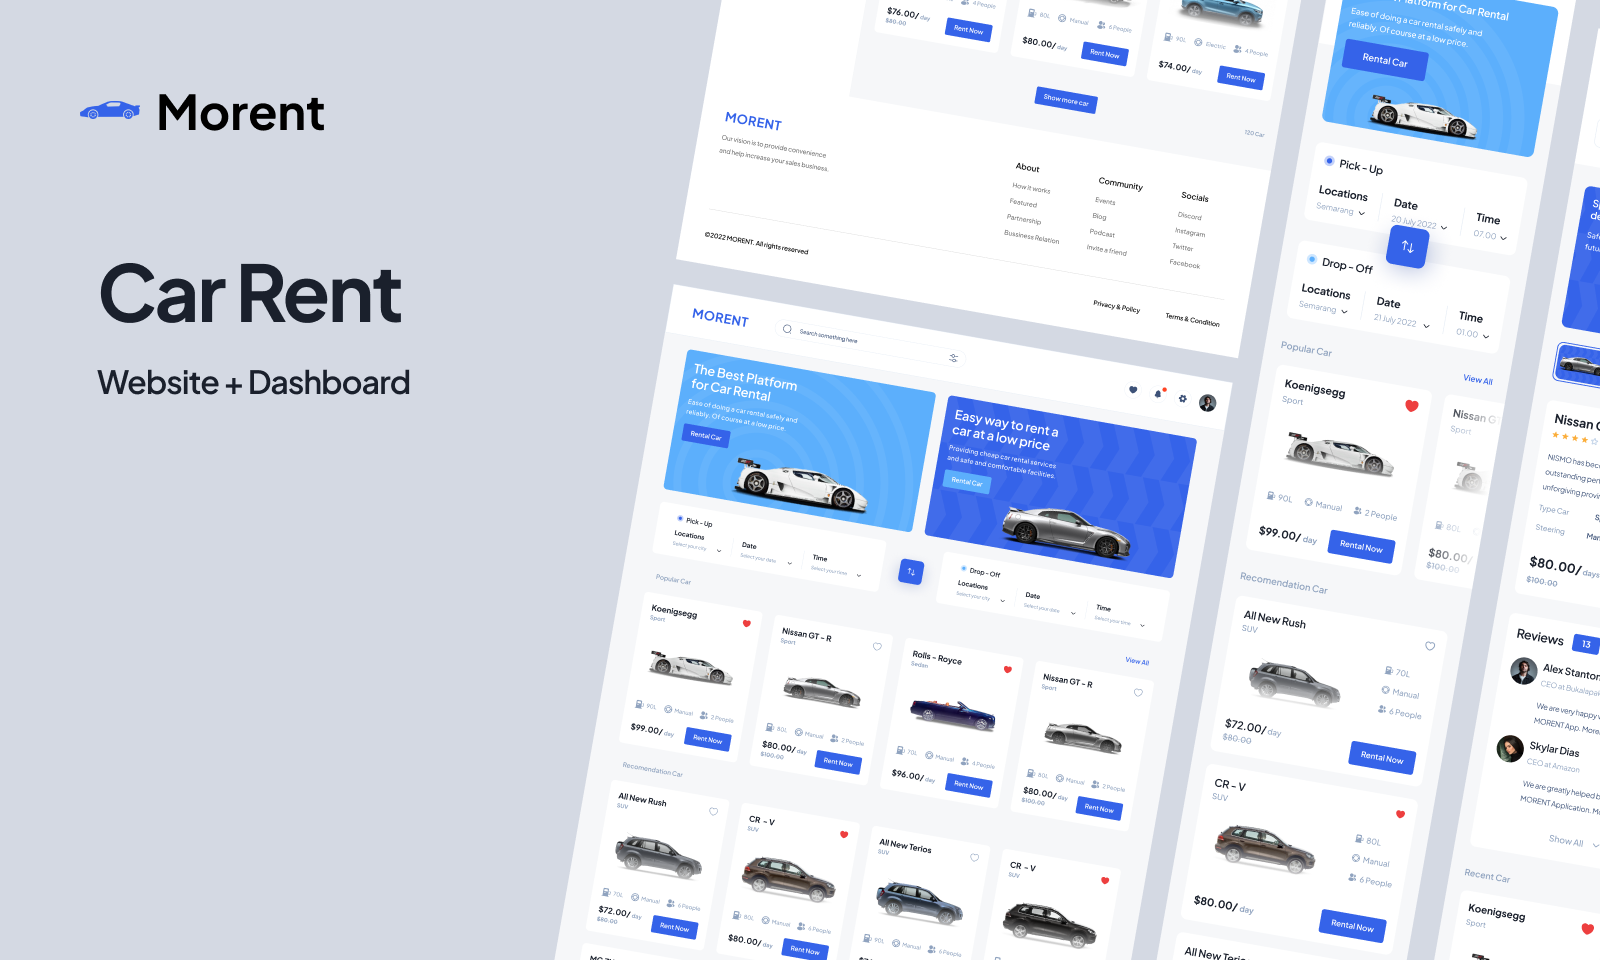 Morent
Car Rent
Website + Dashboard
$76.00/ day
$80.00
4 People
Rent Now
80L
Manual
6 People
$80.00/ day
Rent Now
90L
Electric
4 People
$74.00/ day
Rent Now
Show more car
120 Car
MORENT
Our vision is to provide convenience
and help increase your sales business.
About
How it works
Featured
Partnership
Bussiness Relation
Community
Events
Blog
Podcast
Invite a friend
Socials
Discord
Instagram
Twitter
Facebook
©2022 MORENT. All rights reserved
Privacy & Policy
Terms & Condition
MORENT
Search something here
The Best Platform
for Car Rental
Ease of doing a car rental safely and
reliably. Of course at a low price.
Rental Car
Easy way to rent a
car at a low price
Providing cheap car rental services
and safe and comfortable facilities.
Rental Car
Pick - Up
Locations
Select your city
Date
Select your date
Time
Select your time
Drop - Off
Locations
Select your city
Date
Select your date
Time
Select your time
Popular Car
View All
Koenigsegg
Sport
90L
Manual
2 People
$99.00/ day
Rent Now
Nissan GT - R
Sport
80L
Manual
2 People
$80.00/ day
$100.00
Rent Now
Rolls - Royce
Sedan
70L
Manual
4 People
$96.00/ day
Rent Now
Nissan GT - R
Sport
80L
Manual
2 People
$80.00/ day
$100.00
Rent Now
Recomendation Car
All New Rush
SUV
70L
Manual
6 People
$72.00/ day
$80.00
Rent Now
CR - V
SUV
80L
Manual
6 People
$80.00/ day
Rent Now
All New Terios
SUV
90L
Manual
6 People
Rent Now
CR - V
SUV
Platform for Car Rental
Ease of doing a car rental safely and
reliably. Of course at a low price.
Rental Car
Pick - Up
Locations
Semarang
Date
20 July 2022
Time
07.00
Drop - Off
Locations
Semarang
Date
21 July 2022
Time
01.00
Popular Car
View All
Koenigsegg
Sport
90L
Manual
2 People
$99.00/ day
Rental Now
Nissan G
Sport
80L
$80.00/
$100.00
Recomendation Car
All New Rush
SUV
70L
Manual
6 People
$72.00/ day
$80.00
Rental Now
CR - V
SUV
80L
Manual
6 People
$80.00/ day
Rental Now
All New Terios
Nissan
NISMO has become
outstanding
unforgiving
Type Car
Steering
$80.00/ days
$100.00
Reviews
13
Alex Stanton
CEO at Bukalapak
We are very happy
MORENT App.
Skylar Dias
CEO at Amazon
We are greatly helped
MORENT Application.
Show All
Recent Car
Koenigsegg
Sport